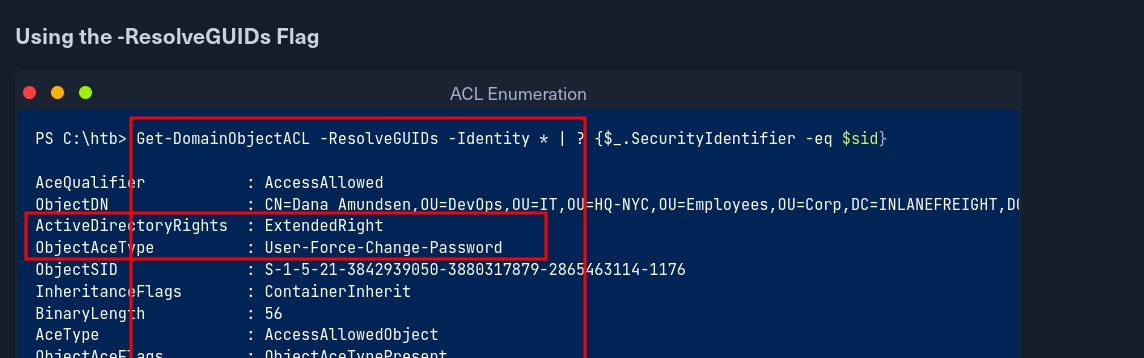 Using the -ResolveGUIDs Flag
ACL Enumeration
PS C:\htb> Get-DomainObjectACL -ResolveGUIDs -Identity * | ? {$_.SecurityIdentifier -eq $sid}
AceQualifier : AccessAllowed
ObjectDN : CN=Dana Amundsen,OU=DevOps,OU=IT,OU=HQ-NYC,OU=Employees,OU=Corp,DC=INLANEFREIGHT,DC
ActiveDirectoryRights : ExtendedRight
ObjectAceType : User-Force-Change-Password
ObjectSID : S-1-5-21-3842939050-3880317879-2865463114-1176
InheritanceFlags : ContainerInherit
BinaryLength : 56
AceType : AccessAllowedObject
ObjectAceFlags : ObjectAceTypePresent